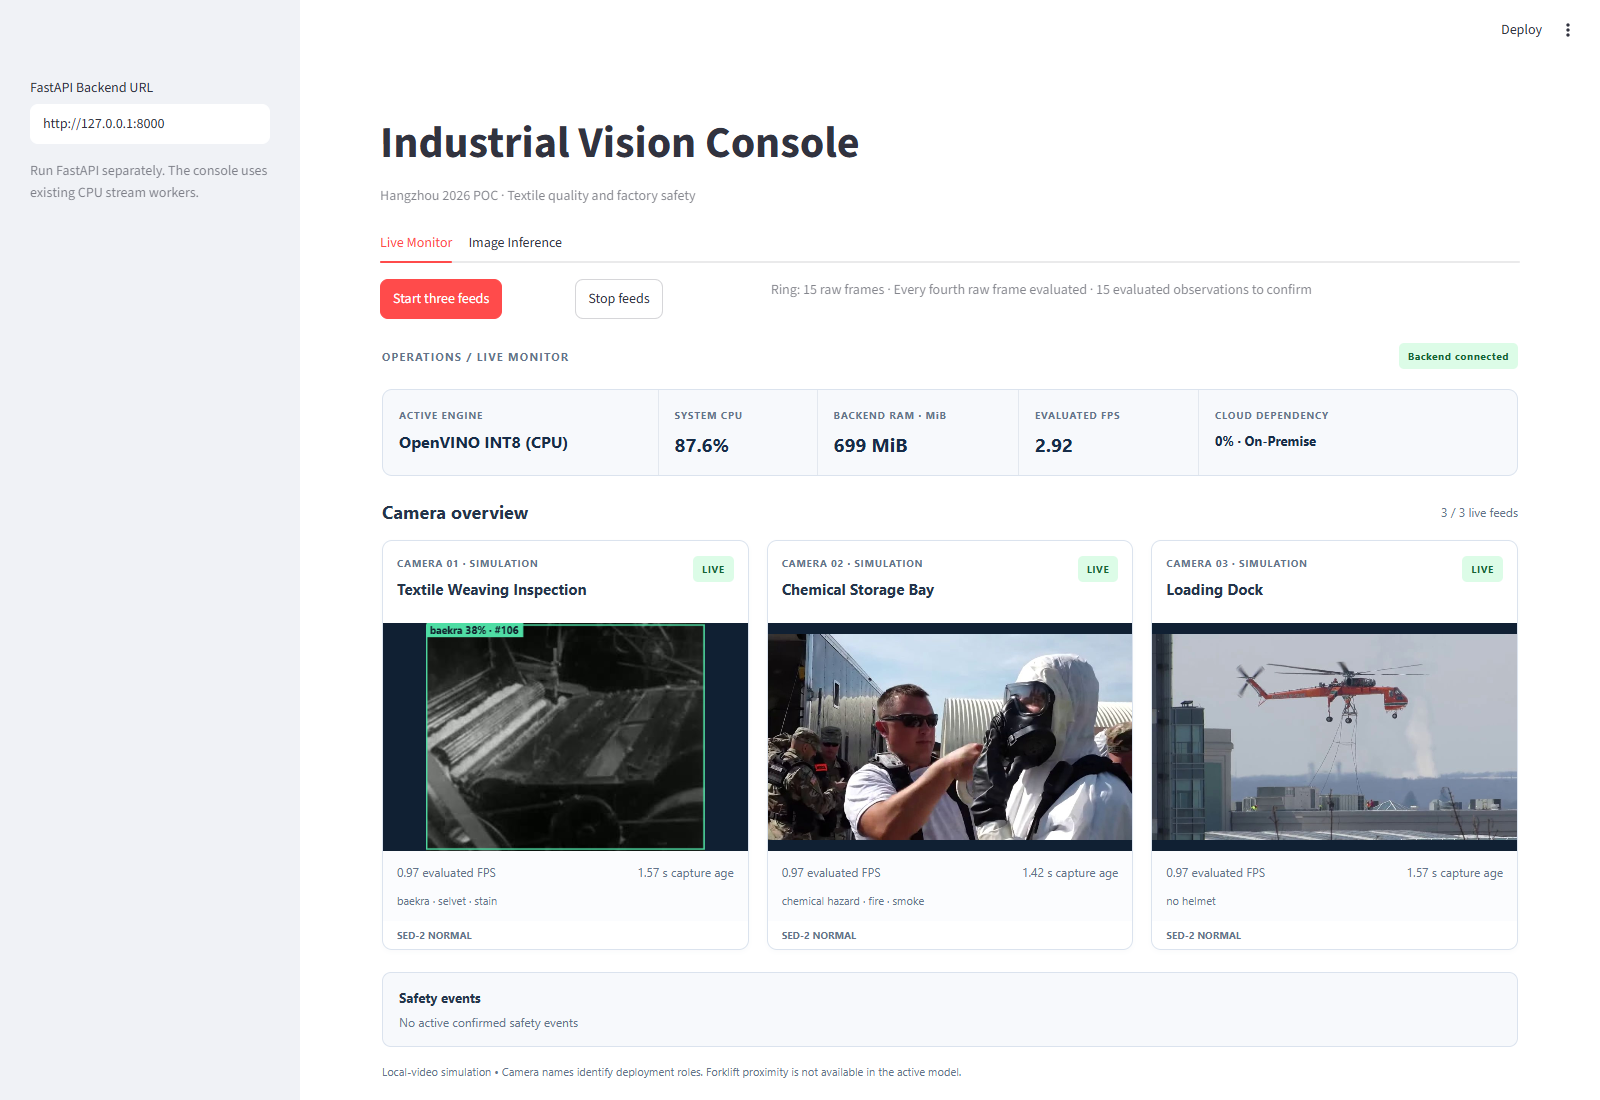 Deploy
FastAPI Backend URL
http://127.0.0.1:8000
Run FastAPI separately. The console uses
existing CPU stream workers.
Industrial Vision Console
Hangzhou 2026 POC · Textile quality and factory safety
Live Monitor
Image Inference
Start three feeds
Stop feeds
Ring: 15 raw frames · Every fourth raw frame evaluated · 15 evaluated observations to confirm
OPERATIONS / LIVE MONITOR
Backend connected
ACTIVE ENGINE
OpenVINO INT8 (CPU)
SYSTEM CPU
87.6%
BACKEND RAM · MiB
699 MiB
EVALUATED FPS
2.92
CLOUD DEPENDENCY
0% · On-Premise
Camera overview
3 / 3 live feeds
CAMERA 01 · SIMULATION
LIVE
Textile Weaving Inspection
baekra 38% · #106
0.97 evaluated FPS
1.57 s capture age
baekra · selvet · stain
SED-2 NORMAL
CAMERA 02 · SIMULATION
LIVE
Chemical Storage Bay
0.97 evaluated FPS
1.42 s capture age
chemical hazard · fire · smoke
SED-2 NORMAL
CAMERA 03 · SIMULATION
LIVE
Loading Dock
0.97 evaluated FPS
1.57 s capture age
no helmet
SED-2 NORMAL
Safety events
No active confirmed safety events
Local-video simulation • Camera names identify deployment roles. Forklift proximity is not available in the active model.